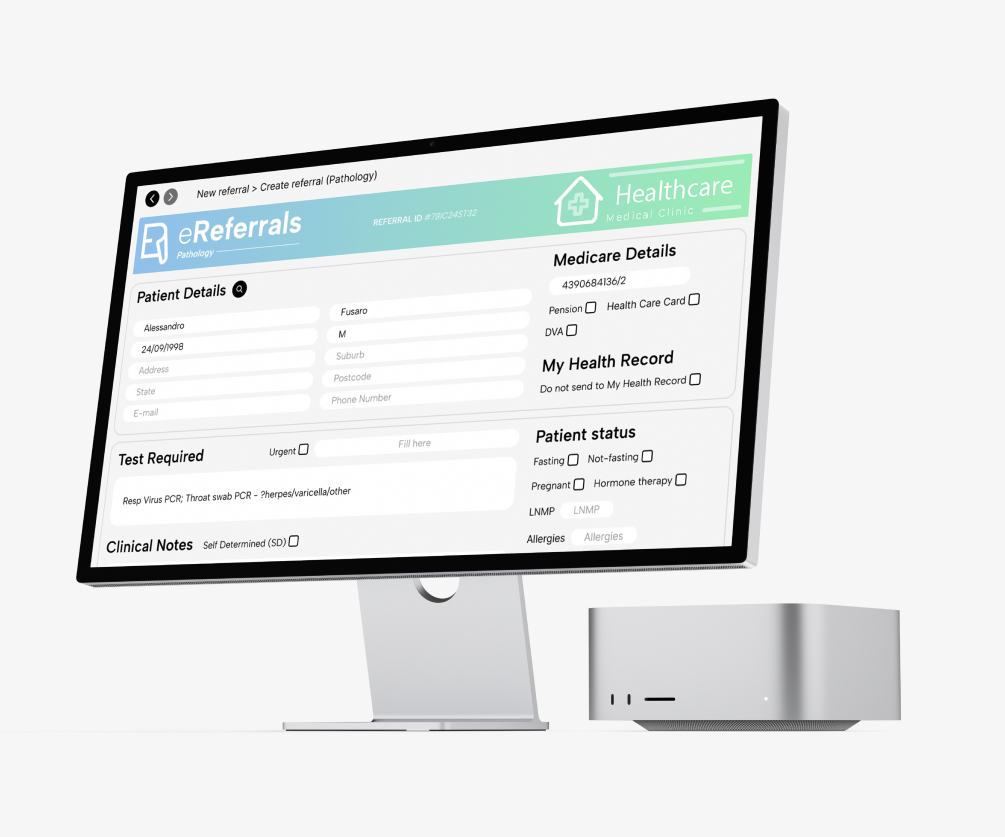 New referral > Create referral (Pathology)
eReferrals
Pathology
REFERRAL ID #78IC24ST32
Healthcare
Medical Clinic
Patient Details
Alessandro
Fusaro
24/09/1998
M
Address
Suburb
State
Postcode
E-mail
Phone Number
Medicare Details
4390684136/2
Pension
Health Care Card
DVA
My Health Record
Do not send to My Health Record
Test Required
Urgent
Fill here
Resp Virus PCR; Throat swab PCR - ?herpes/varicella/other
Clinical Notes
Self Determined (SD)
Patient status
Fasting
Not-fasting
Pregnant
Hormone therapy
LNMP
LNMP
Allergies
Allergies